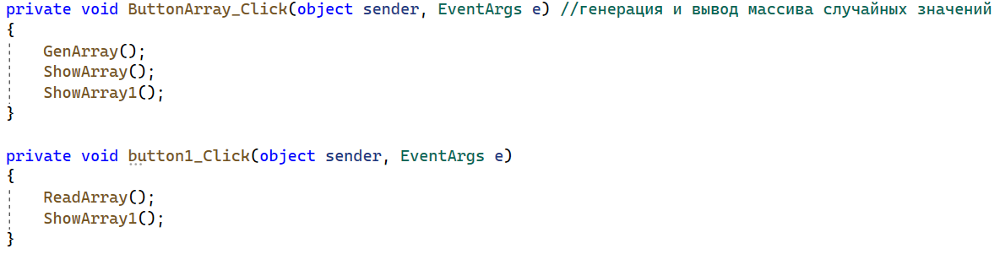 private void ButtonArray_Click(object sender, EventArgs e) //генерация и вывод массива случайных значений
{
    GenArray();
    ShowArray();
    ShowArray1();
}
private void button1_Click(object sender, EventArgs e)
{
    ReadArray();
    ShowArray1();
}